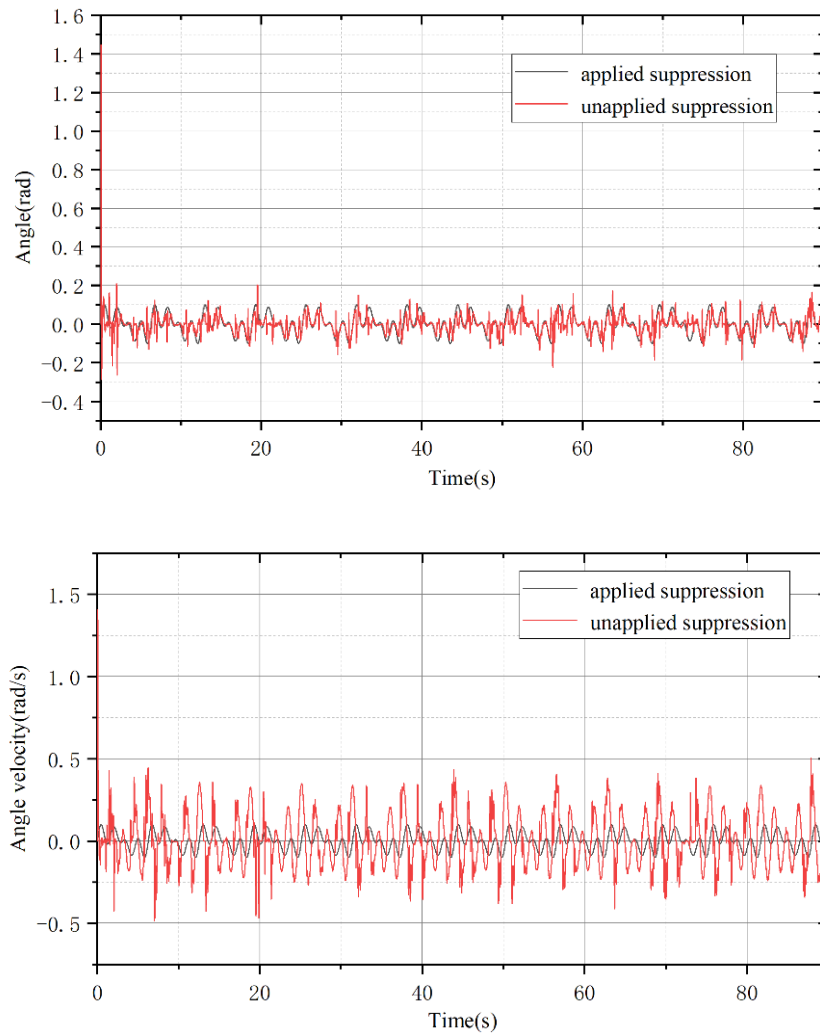 1.6
1.4
1.2
1.0
0.8
0.6
0.4
0.2
0.0
−0.2
−0.4
Angle(rad)
applied suppression
unapplied suppression
0 20 40 60 80
Time(s)
1.5
1.0
0.5
0.0
−0.5
Angle velocity(rad/s)
applied suppression
unapplied suppression
0 20 40 60 80
Time(s)